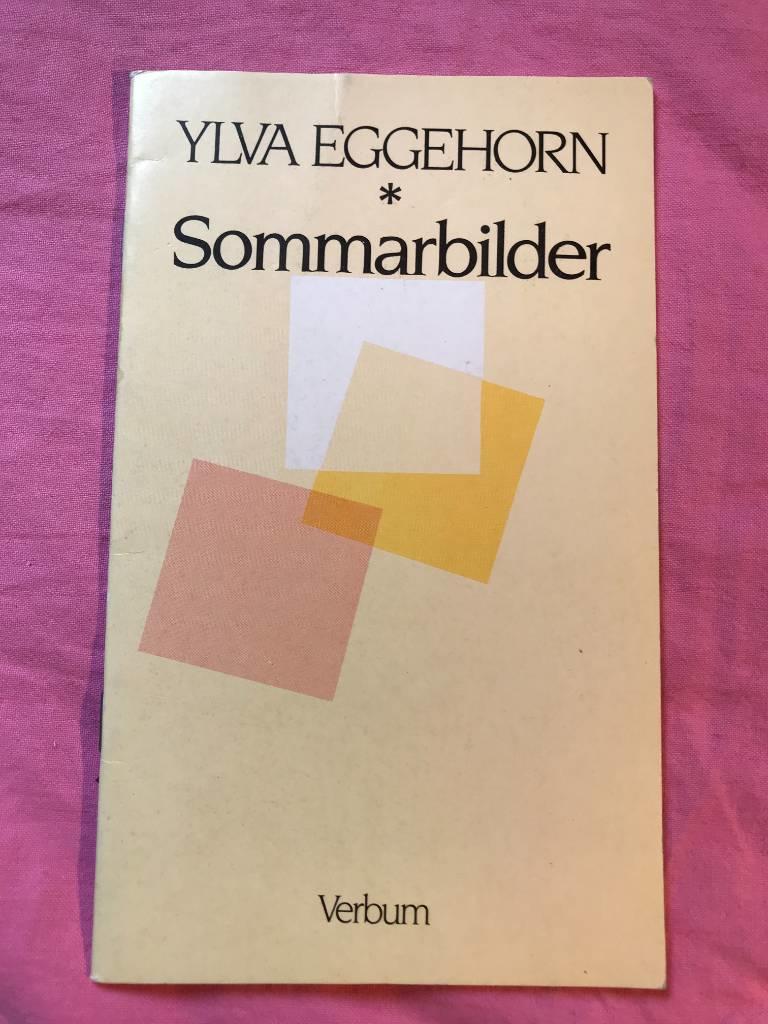 YLVA EGGEHORN
*
Sommarbilder
Verbum